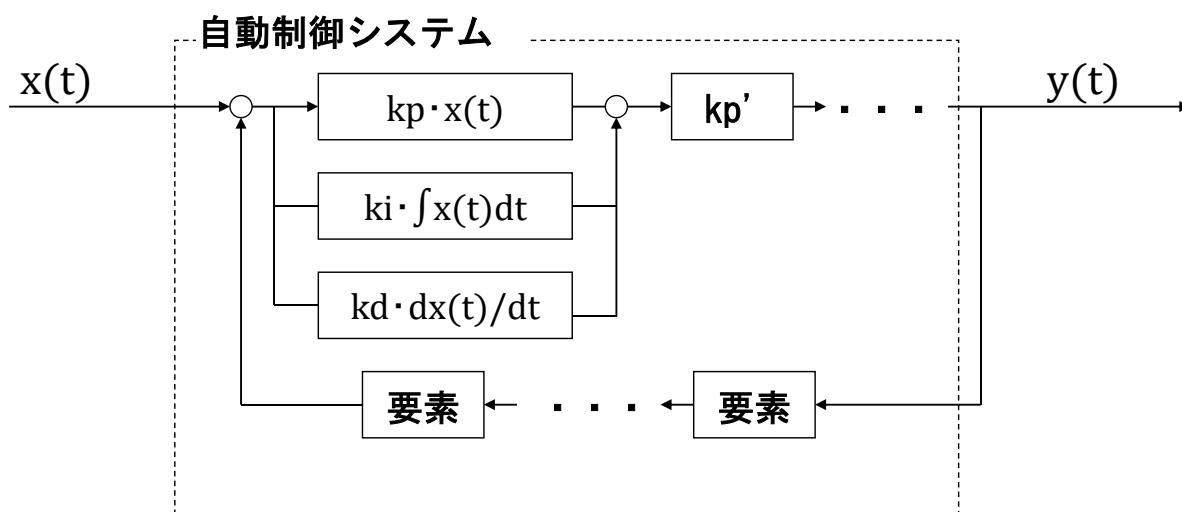 自動制御システム
x(t)
y(t)
kp･x(t)
kp’
･･･
ki･∫x(t)dt
kd･dx(t)/dt
要素
･･･
要素